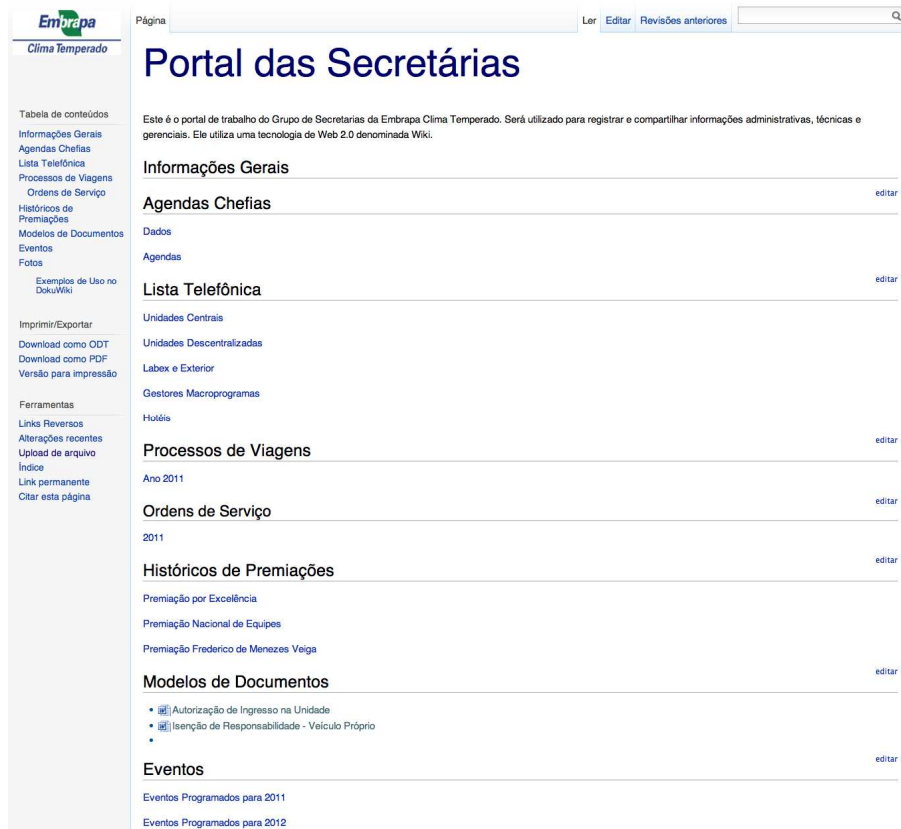 Embrapa
Clima Temperado
Página
Ler Editar Revisões anteriores
Portal das Secretárias
Tabela de conteúdos
Informações Gerais
Agendas Chefias
Lista Telefônica
Processos de Viagens
Ordens de Serviço
Históricos de
Premiações
Modelos de Documentos
Eventos
Fotos
Exemplos de Uso no
DokuWiki
Imprimir/Exportar
Download como ODT
Download como PDF
Versão para impressão
Ferramentas
Links Reversos
Alterações recentes
Upload de arquivo
Índice
Link permanente
Citar esta página
Este é o portal de trabalho do Grupo de Secretarias da Embrapa Clima Temperado. Será utilizado para registrar e compartilhar informações administrativas, técnicas e
gerenciais. Ele utiliza uma tecnologia de Web 2.0 denominada Wiki.
Informações Gerais
editar
Agendas Chefias
Dados
Agendas
editar
Lista Telefônica
Unidades Centrais
Unidades Descentralizadas
Labex e Exterior
Gestores Macroprogramas
Hotéis
editar
Processos de Viagens
Ano 2011
editar
Ordens de Serviço
2011
editar
Históricos de Premiações
Premiação por Excelência
Premiação Nacional de Equipes
Premiação Frederico de Menezes Veiga
editar
Modelos de Documentos
Autorização de Ingresso na Unidade
Isenção de Responsabilidade - Veículo Próprio
editar
Eventos
Eventos Programados para 2011
Eventos Programados para 2012